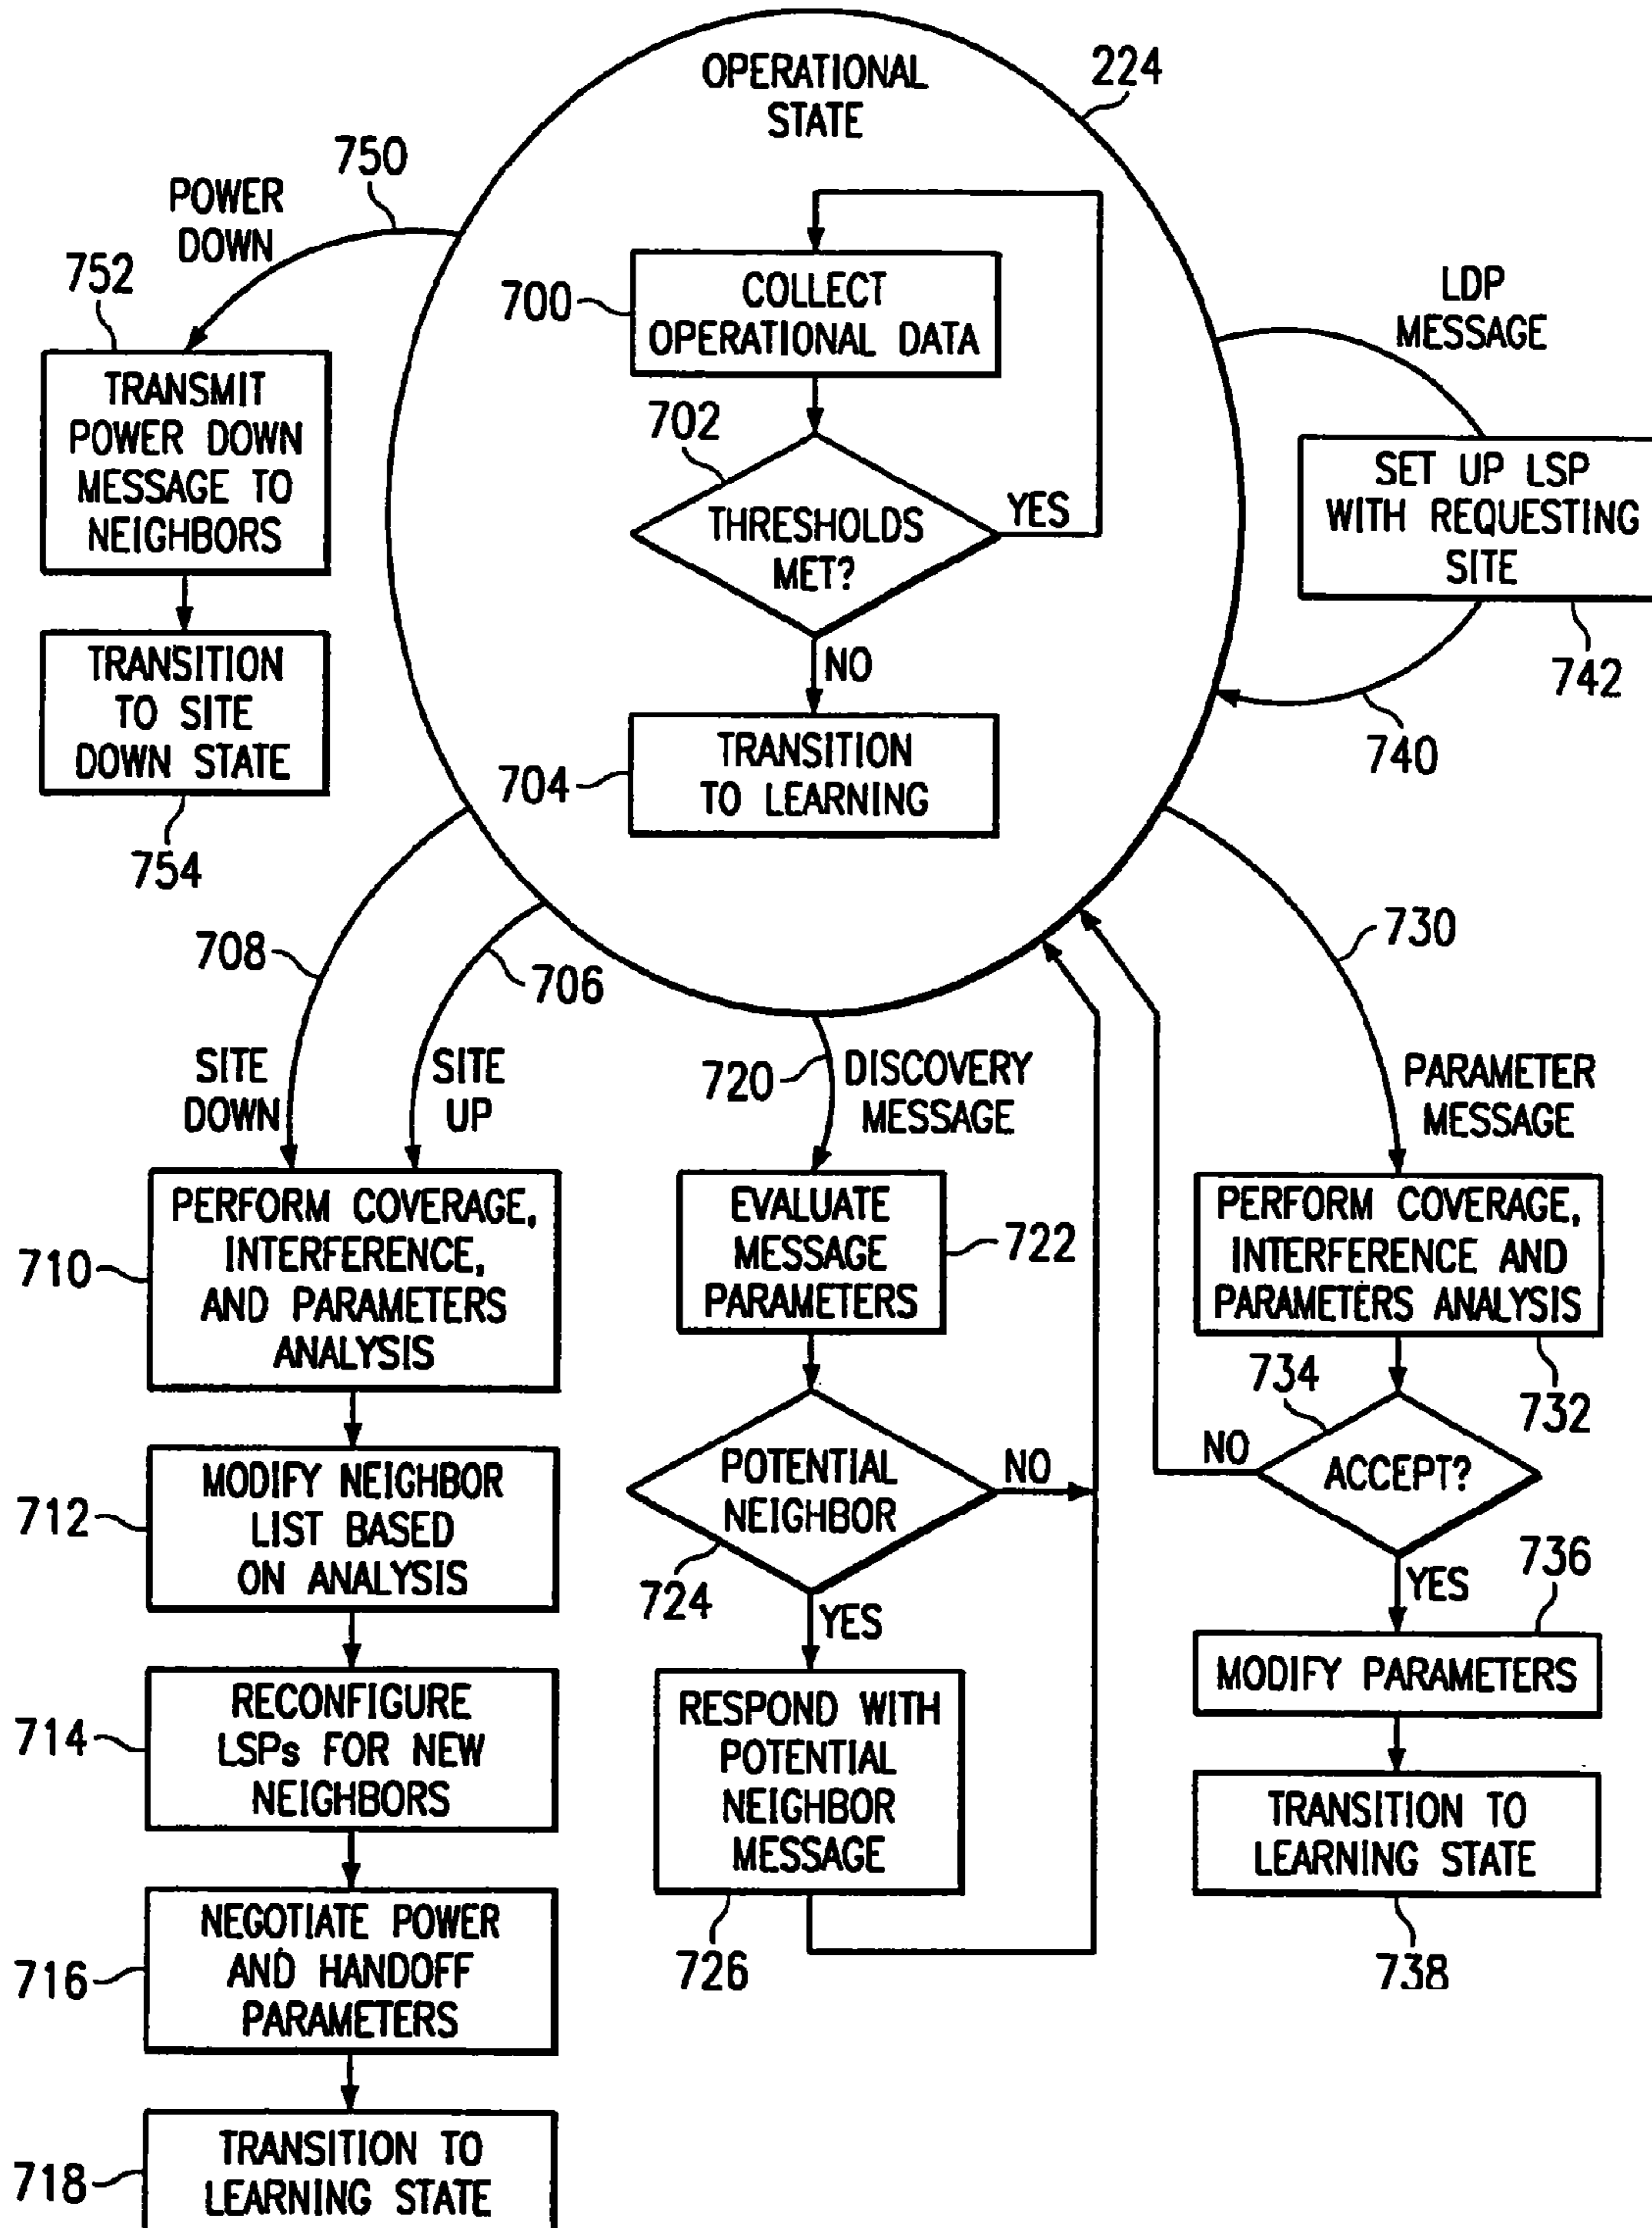 OPERATIONAL
STATE
224
750
POWER
DOWN
752
TRANSMIT
POWER DOWN
MESSAGE TO
NEIGHBORS
TRANSITION
TO SITE
DOWN STATE
754
700
COLLECT
OPERATIONAL DATA
702
THRESHOLDS
MET?
YES
NO
704
TRANSITION
TO LEARNING
LDP
MESSAGE
SET UP LSP
WITH REQUESTING
SITE
742
740
708
706
SITE
DOWN
SITE
UP
710
PERFORM COVERAGE,
INTERFERENCE,
AND PARAMETERS
ANALYSIS
712
MODIFY NEIGHBOR
LIST BASED
ON ANALYSIS
714
RECONFIGURE
LSPs FOR NEW
NEIGHBORS
716
NEGOTIATE POWER
AND HANDOFF
PARAMETERS
718
TRANSITION TO
LEARNING STATE
720
DISCOVERY
MESSAGE
EVALUATE
MESSAGE
PARAMETERS
722
POTENTIAL
NEIGHBOR
NO
724
YES
RESPOND WITH
POTENTIAL
NEIGHBOR
MESSAGE
726
730
PARAMETER
MESSAGE
PERFORM COVERAGE,
INTERFERENCE AND
PARAMETERS ANALYSIS
732
734
ACCEPT?
NO
YES
736
MODIFY PARAMETERS
TRANSITION TO
LEARNING STATE
738